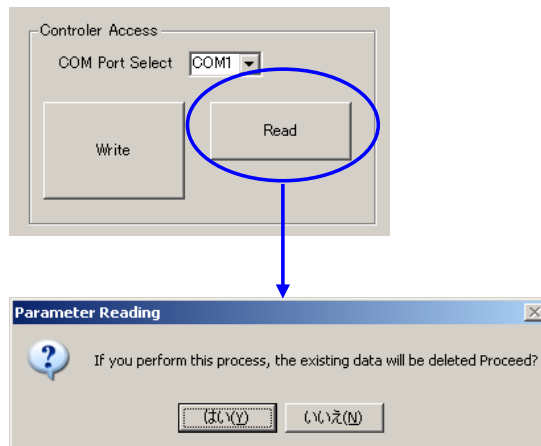 Controler Access
COM Port Select COM1
Write
Read
Parameter Reading
If you perform this process, the existing data will be deleted Proceed?
はい(Y) いいえ(N)